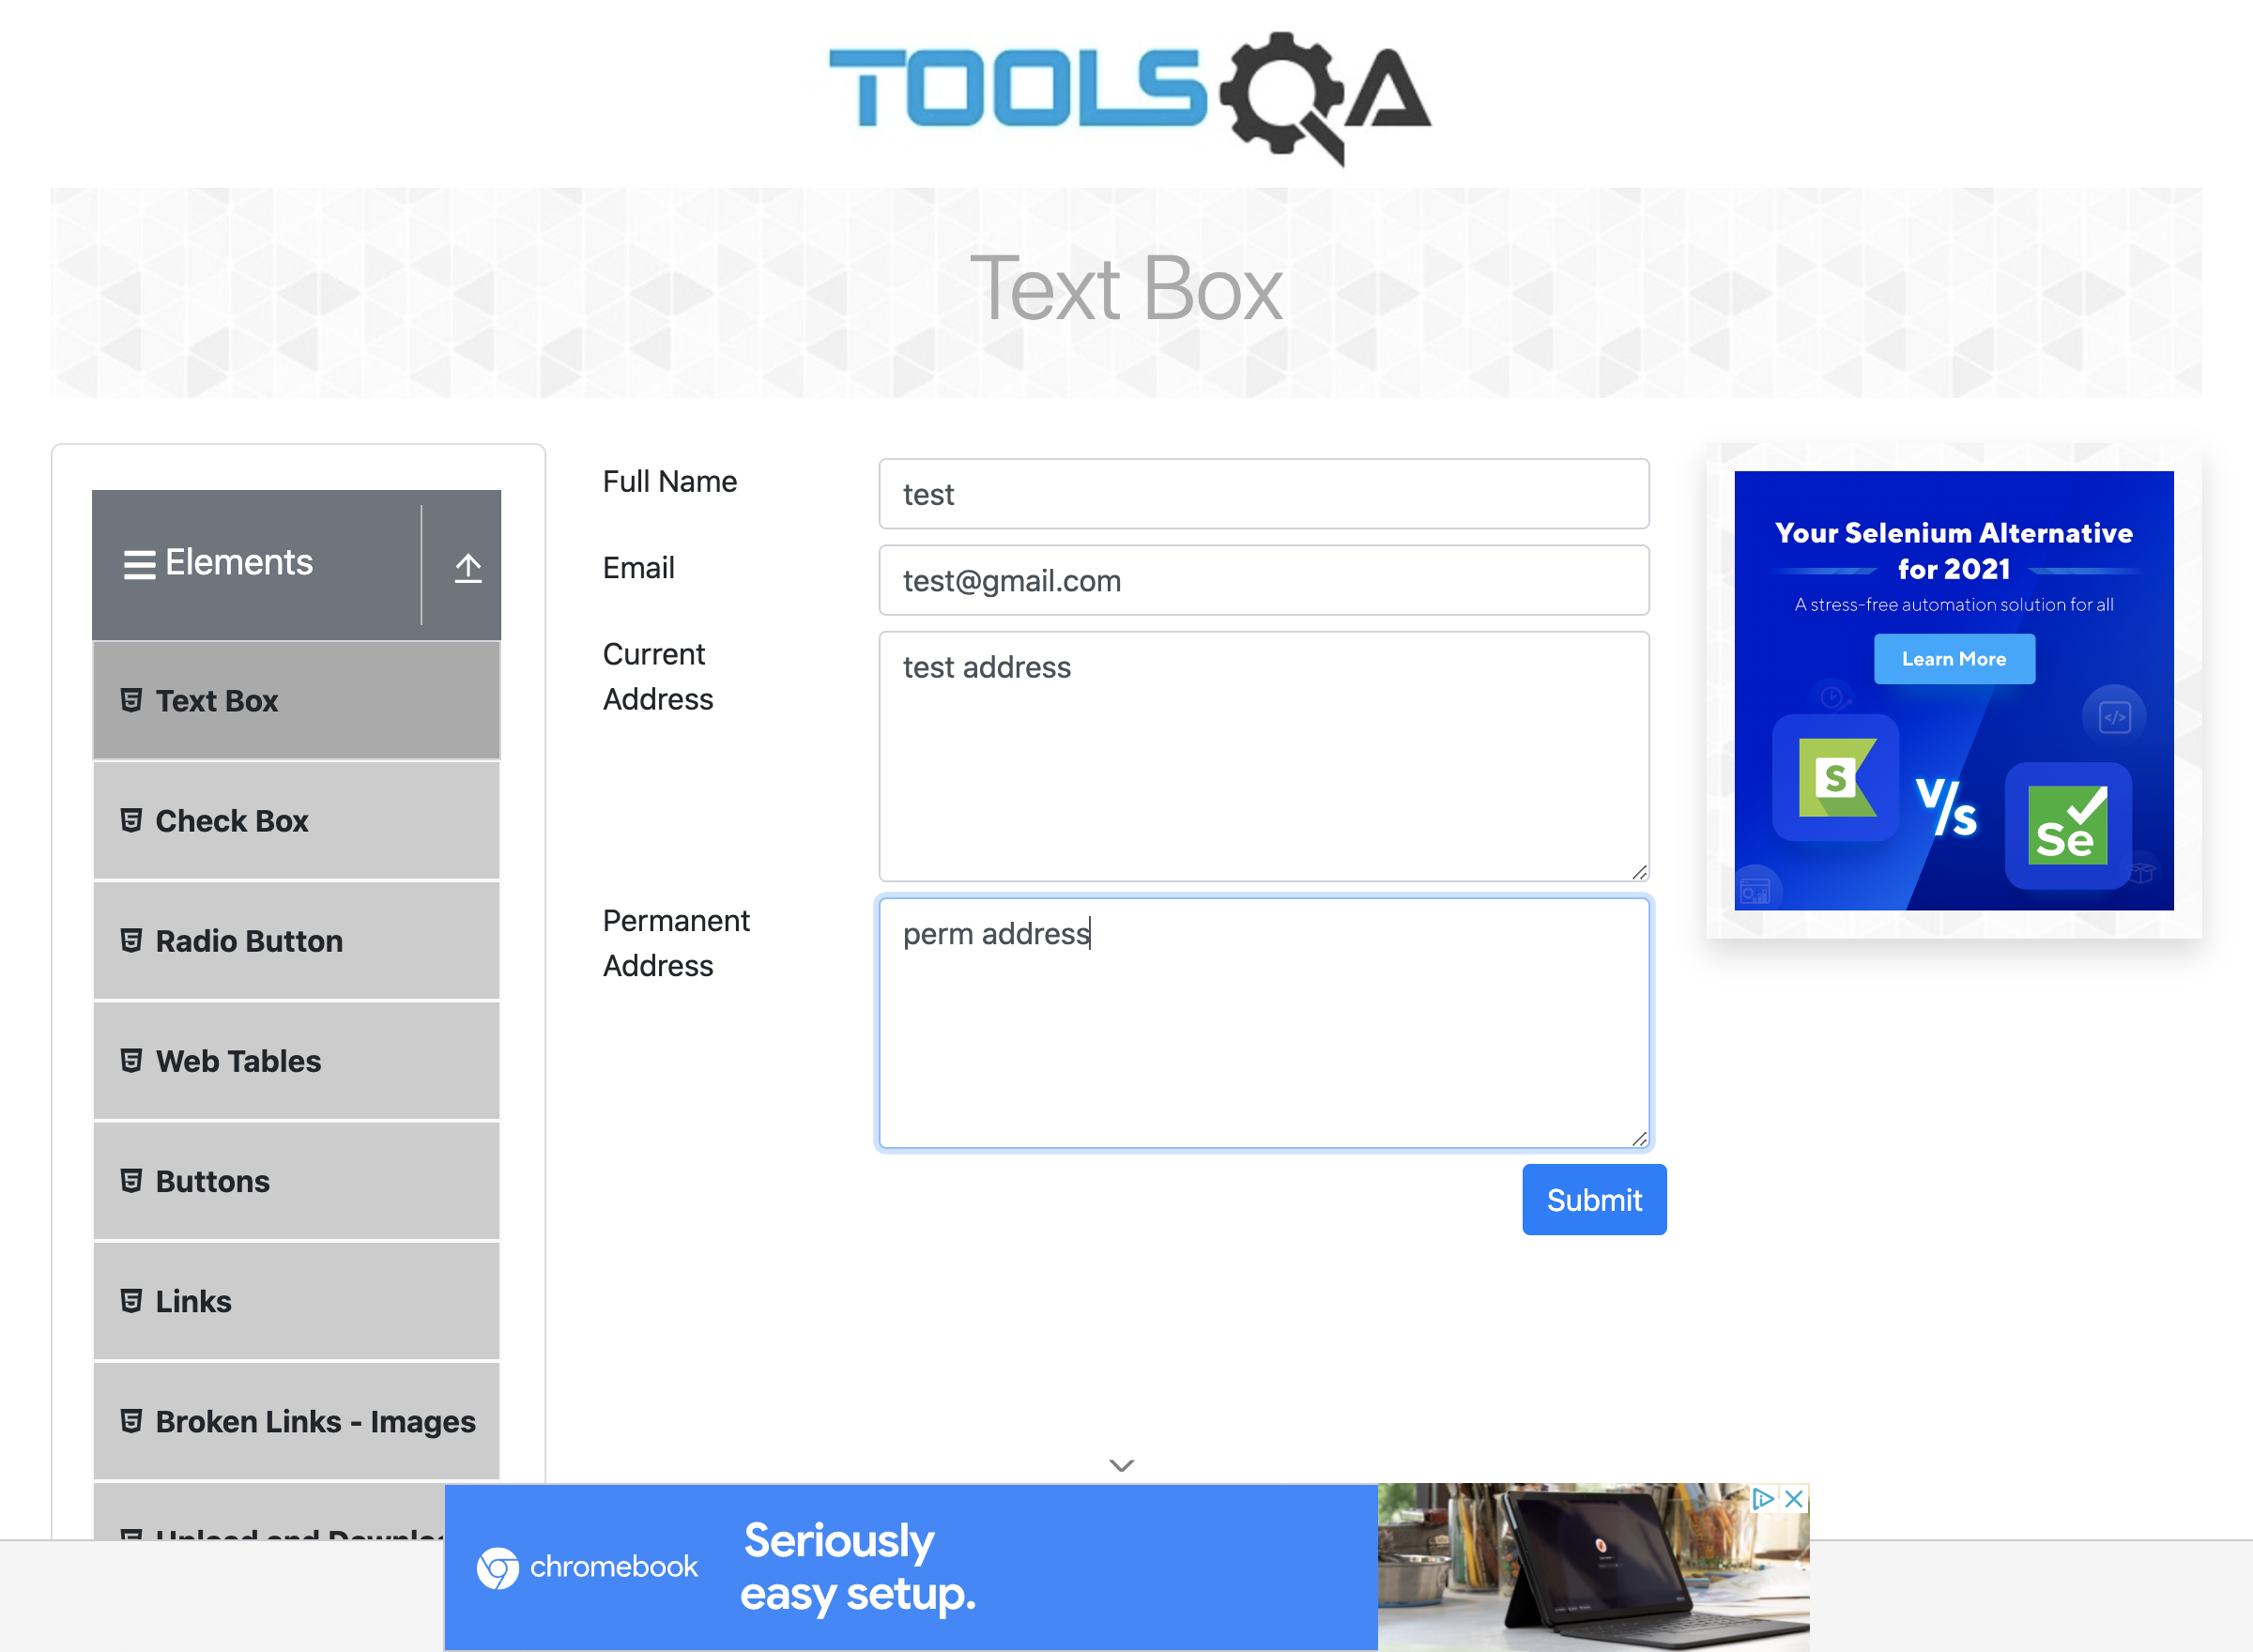 TOOLSQA
Text Box
Elements
Text Box
Check Box
Radio Button
Web Tables
Buttons
Links
Broken Links - Images
Full Name
test
Email
test@gmail.com
Current
Address
test address
Permanent
Address
perm address
Submit
Your Selenium Alternative
for 2021
A stress-free automation solution for all
Learn More
S
V/s
Se
chromebook
Seriously
easy setup.